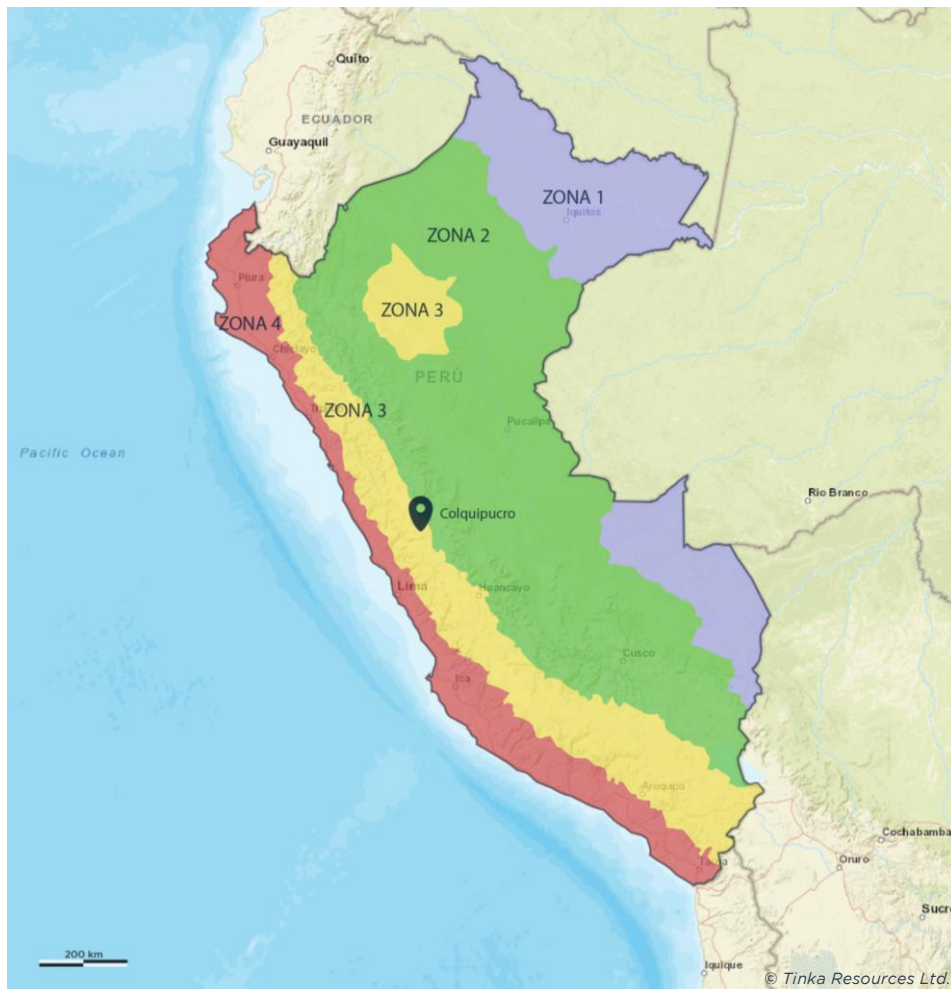 Quito
ECUADOR
Guayaquil
ZONA 1
Iquitos
ZONA 2
Piura
ZONA 3
ZONA 4
Chiclayo
PERÚ
ZONA 3
Pucallpa
Pacific Ocean
Rio Branco
Colquipucro
Lima
Huancayo
Cusco
Ica
Arequipa
Cochabamba
Oruro
Sucr
200 km
Iquique
© Tinka Resources Ltd.